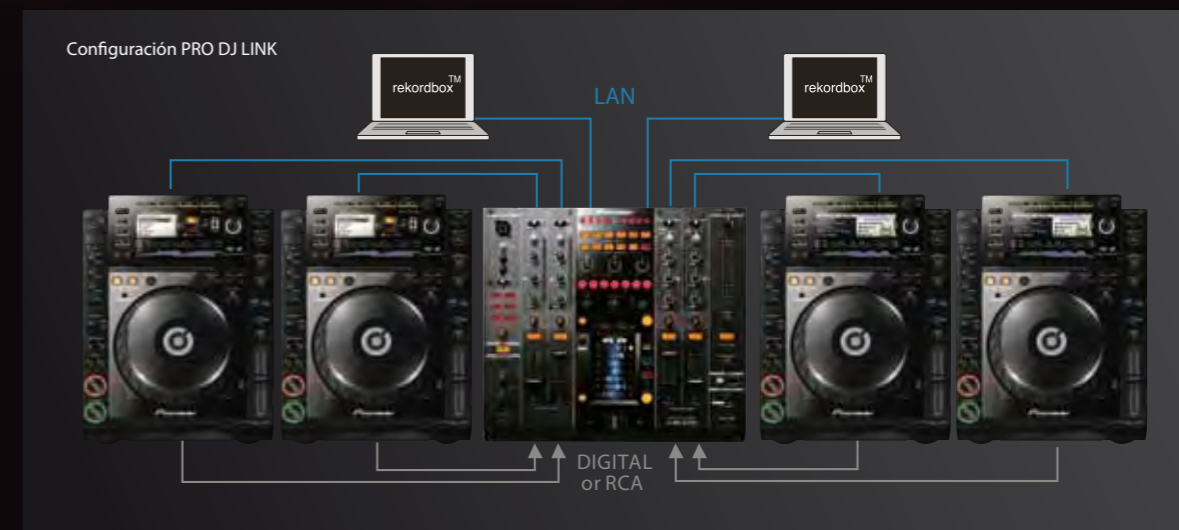 Configuración PRO DJ LINK
rekordbox™
LAN
rekordbox™
DIGITAL
or RCA